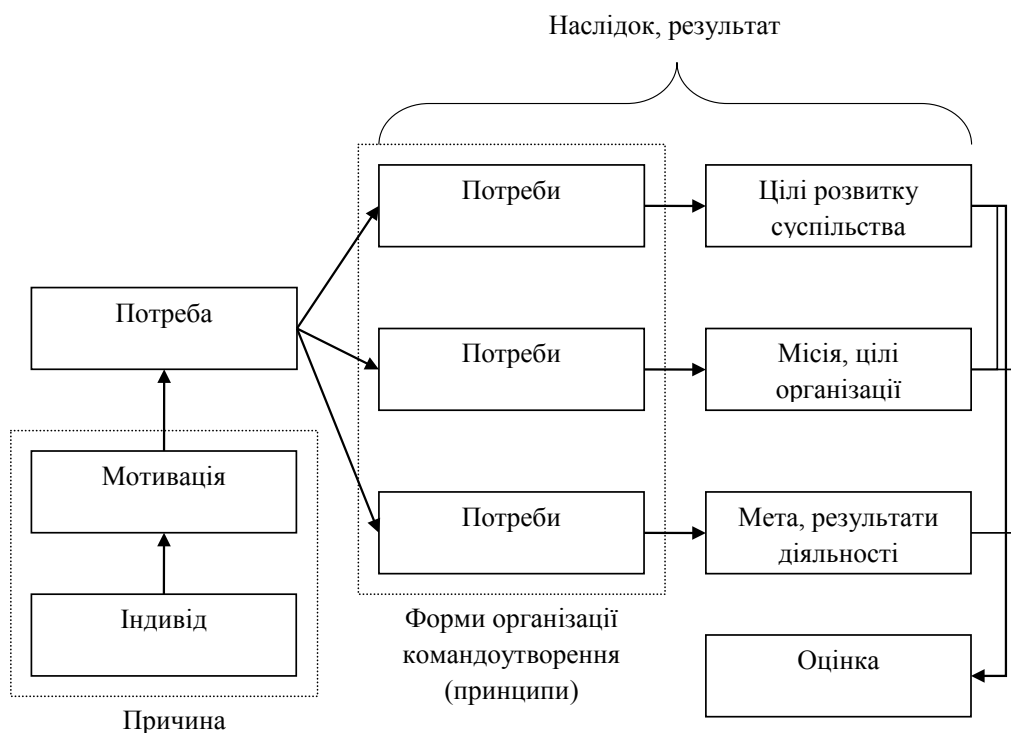 Наслідок, результат
Потреби
Цілі розвитку
суспільства
Потреба
Потреби
Місія, цілі
організації
Мотивація
Потреби
Мета, результати
діяльності
Індивід
Форми організації
командоутворення
(принципи)
Оцінка
Причина